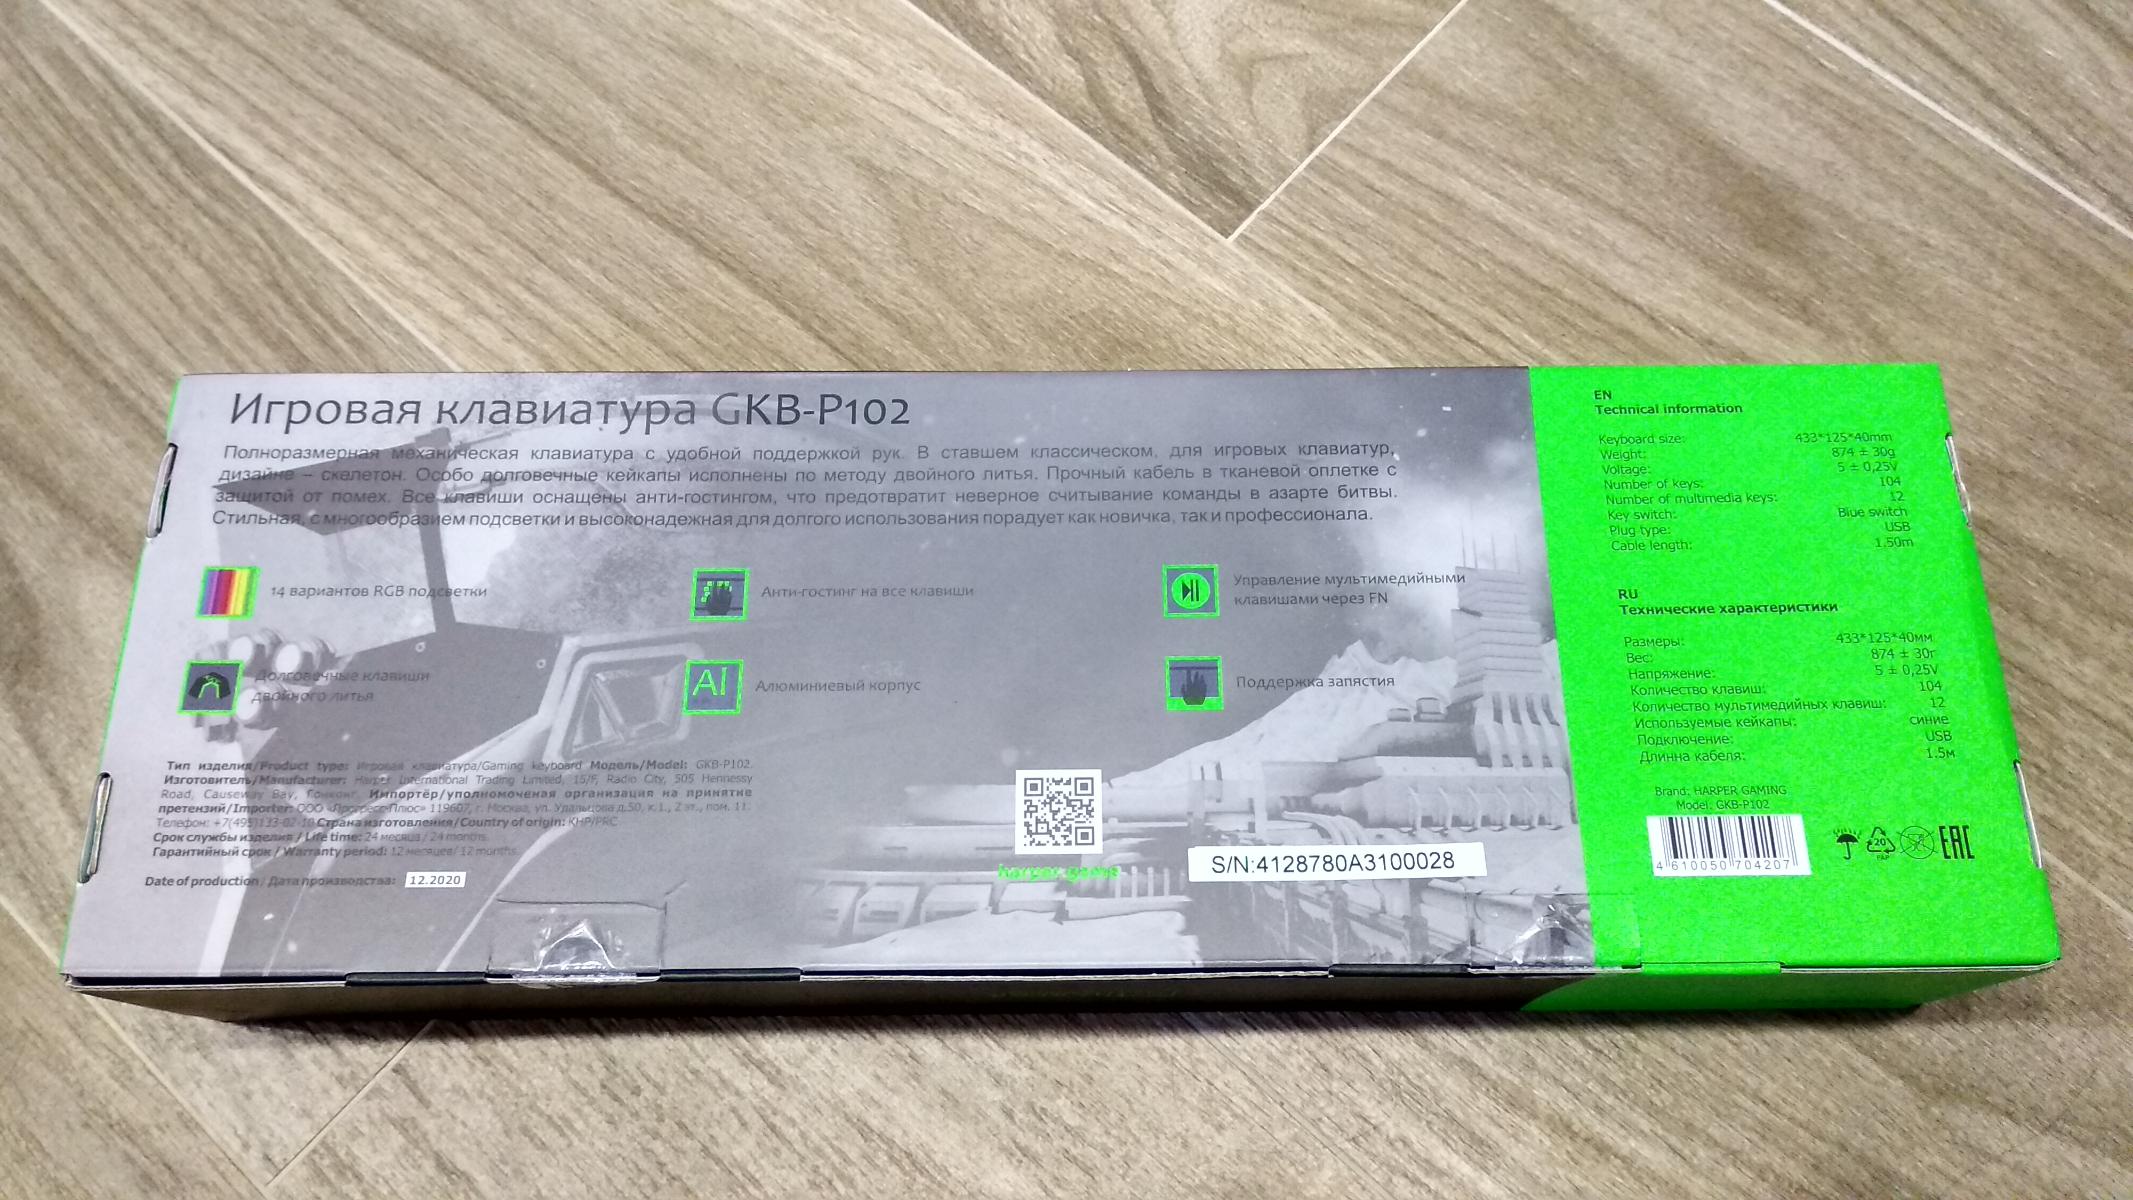 Игровая клавиатура GKB-P102
Полноразмерная механическая клавиатура с удобной поддержкой рук. В ставшем классическом, для игровых клавиатур,
дизайне – скелетон. Особо долговечные кейкапы исполнены по методу двойного литья. Прочный кабель в тканевой оплетке с
защитой от помех. Все клавиши оснащены анти-гостингом, что предотвратит неверное считывание команды в азарте битвы.
Стильная, с многообразием подсветки и высоконадежная для долгого использования порадует как новичка, так и профессионала.
14 вариантов RGB подсветки
Анти-гостинг на все клавиши
Управление мультимедийными
клавишами через FN
Долговечные клавиши
двойного литья
Al
Алюминиевый корпус
Поддержка запястия
Тип изделия/Product type: Игровая клавиатура/Gaming keyboard Модель/Model: GKB-P102.
Изготовитель/Manufacturer: Harper International Trading Limited, 15/F, Radio City, 505 Hennessy
Road, Causeway Bay, Гонконг. Импортёр/уполномоченая организация на принятие
претензий/Importer: ООО «Прогресс-Плюс» 119607, г. Москва, ул. Удальцова д.50, к.1., 2 эт., пом. 11.
Телефон: +7(495)133-02-10 Страна изготовления/Country of origin: КНР/PRC
Срок службы изделия / Life time: 24 месяца / 24 months.
Гарантийный срок / Warranty period: 12 месяцев/ 12 months.
Date of production / Дата производства: 12.2020
harper.game
S/N:4128780A3100028
EN
Technical information
Keyboard size: 433*125*40mm
Weight: 874 ± 30g
Voltage: 5 ± 0,25V
Number of keys: 104
Number of multimedia keys: 12
Key switch: Blue switch
Plug type: USB
Cable length: 1.50m
RU
Технические характеристики
Размеры: 433*125*40мм
Вес: 874 ± 30г
Напряжение: 5 ± 0,25V
Количество клавиш: 104
Количество мультимедийных клавиш: 12
Используемые кейкапы: синие
Подключение: USB
Длинна кабеля: 1.5м
Brand: HARPER GAMING
Model: GKB-P102
4 610050 704207
20
PAP
EAC